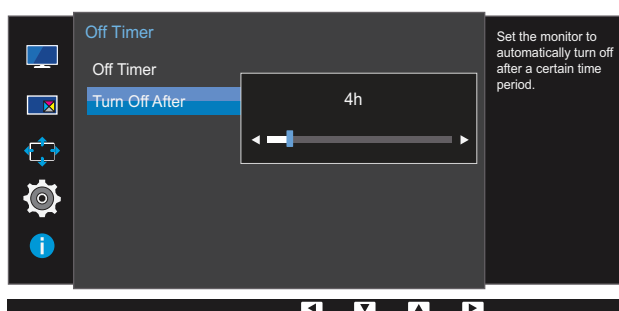 Off Timer
Off Timer
Turn Off After
4h
Set the monitor to
automatically turn off
after a certain time
period.